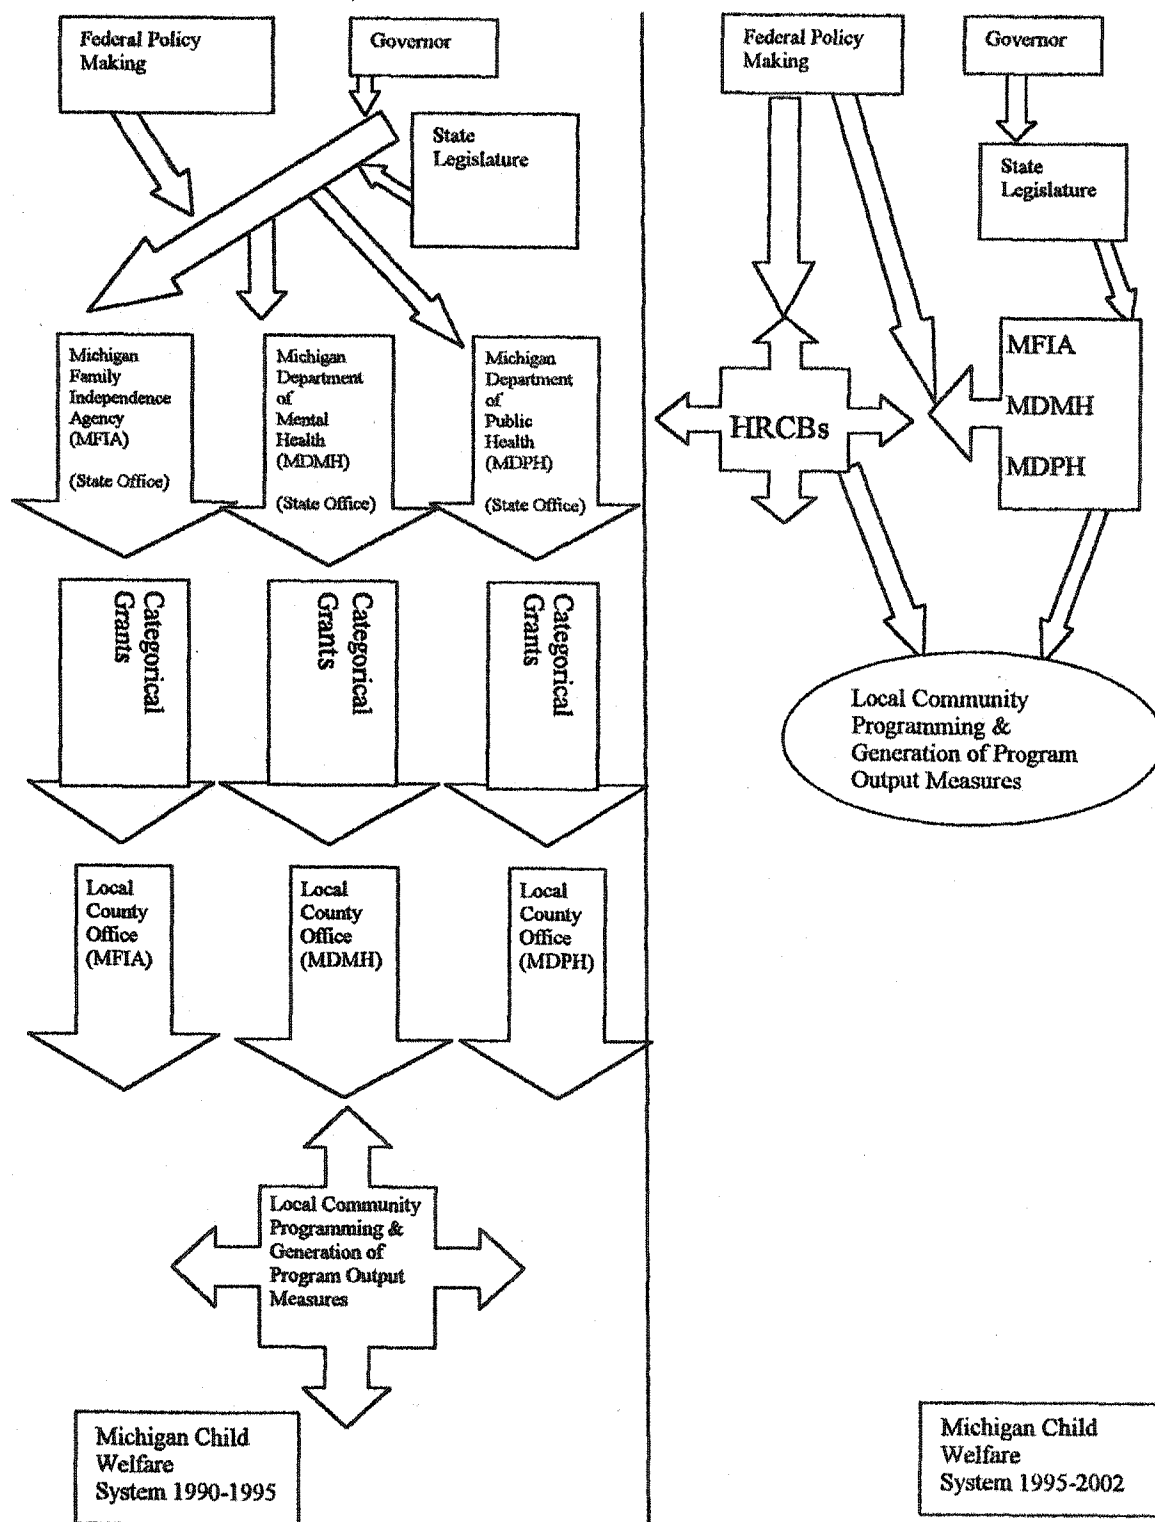 Federal Policy
Making
Governor
State
Legislature
Michigan
Family
Independence
Agency
(MFIA)
(State Office)
Michigan
Department
of
Mental
Health
(MDMH)
(State Office)
Michigan
Department
of
Public
Health
(MDPH)
(State Office)
Categorical
Grants
Categorical
Grants
Categorical
Grants
Local
County
Office
(MFIA)
Local
County
Office
(MDMH)
Local
County
Office
(MDPH)
Local Community
Programming &
Generation of
Program Output
Measures
Michigan Child
Welfare
System 1990-1995
Federal Policy
Making
Governor
State
Legislature
HRCBs
MFIA
MDMH
MDPH
Local Community
Programming &
Generation of Program
Output Measures
Michigan Child
Welfare
System 1995-2002